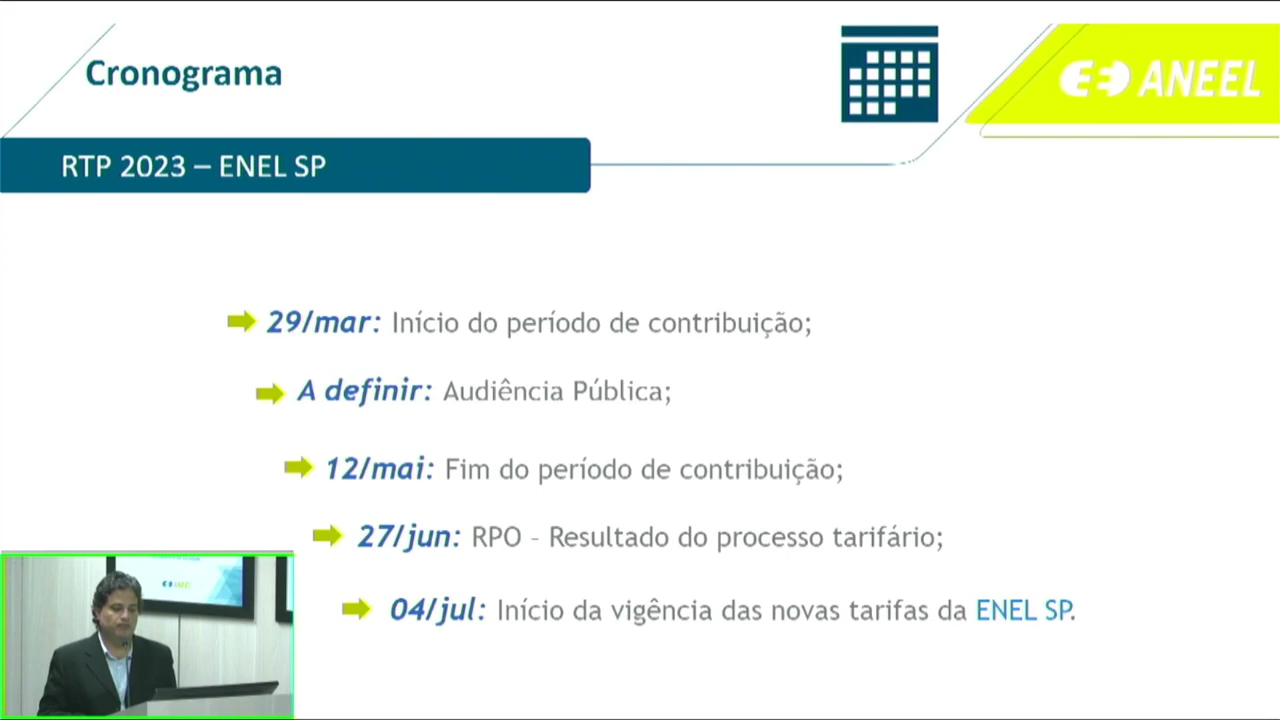 Cronograma
ANEEL
RTP 2023 – ENEL SP
29/mar: Início do período de contribuição;
A definir: Audiência Pública;
12/mai: Fim do período de contribuição;
27/jun: RPO - Resultado do processo tarifário;
04/jul: Início da vigência das novas tarifas da ENEL SP.
ANEEL